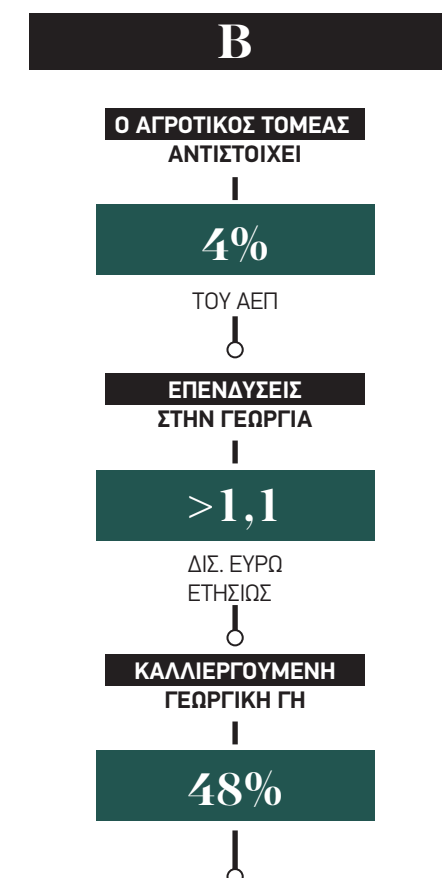 B
Ο ΑΓΡΟΤΙΚΟΣ ΤΟΜΕΑΣ
ΑΝΤΙΣΤΟΙΧΕΙ
4%
ΤΟΥ ΑΕΠ
ΕΠΕΝΔΥΣΕΙΣ
ΣΤΗΝ ΓΕΩΡΓΙΑ
>1,1
ΔΙΣ. ΕΥΡΩ
ΕΤΗΣΙΩΣ
ΚΑΛΛΙΕΡΓΟΥΜΕΝΗ
ΓΕΩΡΓΙΚΗ ΓΗ
48%